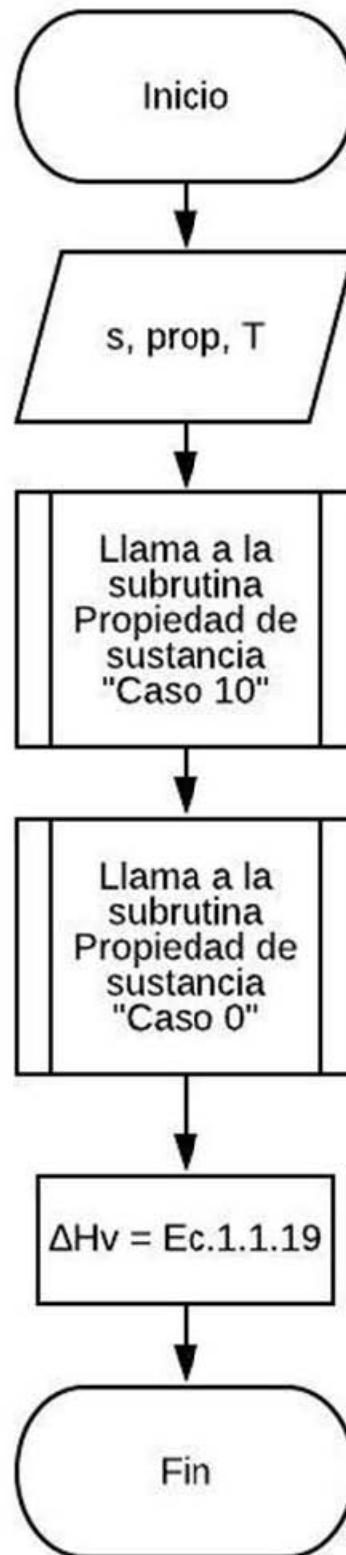 Inicio
s, prop, T
Llama a la
subrutina
Propiedad de
sustancia
"Caso 10"
Llama a la
subrutina
Propiedad de
sustancia
"Caso 0"
ΔHv = Ec.1.1.19
Fin